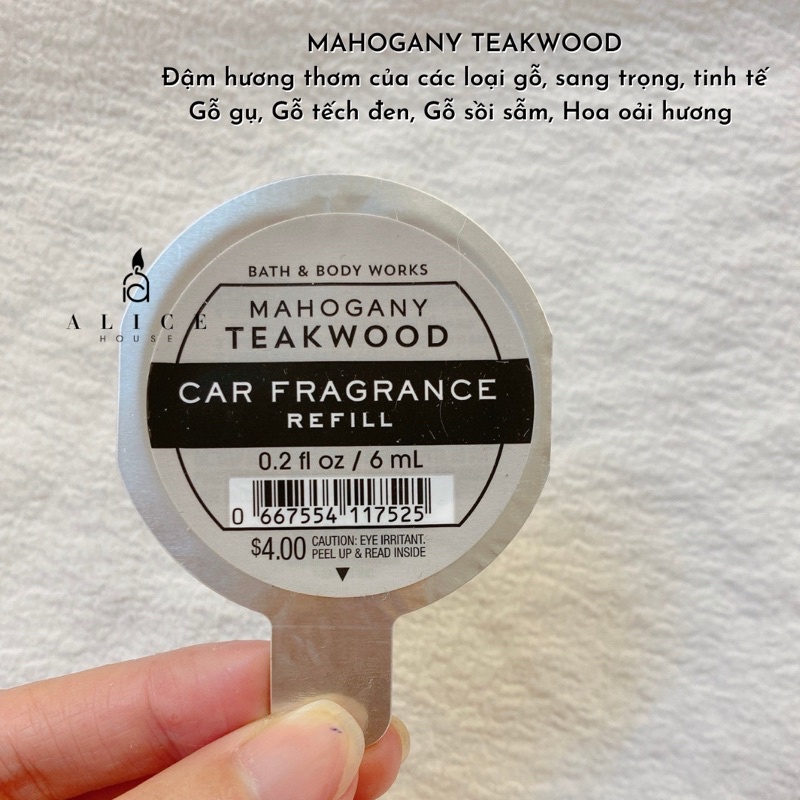 MAHOGANY TEAKWOOD
Đậm hương thơm của các loại gỗ, sang trọng, tinh tế
Gỗ gụ, Gỗ tếch đen, Gỗ sồi sẫm, Hoa oải hương
ALICE
HOUSE
BATH & BODY WORKS
MAHOGANY
TEAKWOOD
CAR FRAGRANCE
REFILL
0.2 fl oz / 6 mL
0 667554 117525
$4.00 CAUTION: EYE IRRITANT.
PEEL UP & READ INSIDE